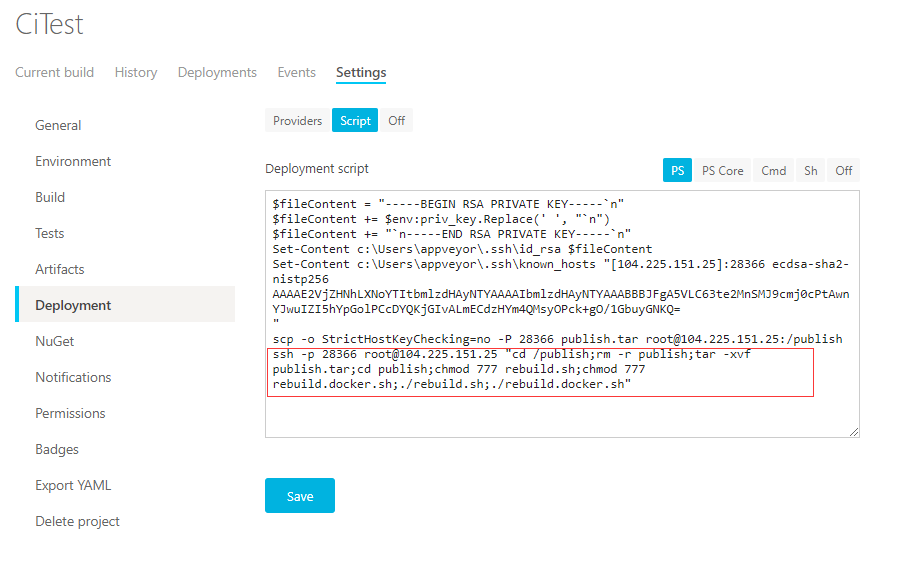 CiTest
Current build History Deployments Events Settings
General
Environment
Build
Tests
Artifacts
Deployment
NuGet
Notifications
Permissions
Badges
Export YAML
Delete project
Providers Script Off
Deployment script
PS PS Core Cmd Sh Off
$fileContent = "-----BEGIN RSA PRIVATE KEY-----`n"
$fileContent += $env:priv_key.Replace(' ', "`n")
$fileContent += "`n-----END RSA PRIVATE KEY-----`n"
Set-Content c:\Users\appveyor\.ssh\id_rsa $fileContent
Set-Content c:\Users\appveyor\.ssh\known_hosts "[104.225.151.25]:28366 ecdsa-sha2-
nistp256
AAAAE2VjZHNhLXNoYTItbmlzdHAyNTYAAAAIbmlzdHAyNTYAAABBBJFgA5VLC63te2MnSMJ9cmj0cPtAwn
YJwuIZI5hYpGolPCcDYQKjGIvALmECdzHYm4QMsyOPck+gO/1GbuyGNKQ=
"
scp -o StrictHostKeyChecking=no -P 28366 publish.tar root@104.225.151.25:/publish
ssh -p 28366 root@104.225.151.25 "cd /publish;rm -r publish;tar -xvf
publish.tar;cd publish;chmod 777 rebuild.sh;chmod 777
rebuild.docker.sh;./rebuild.sh;./rebuild.docker.sh"
Save